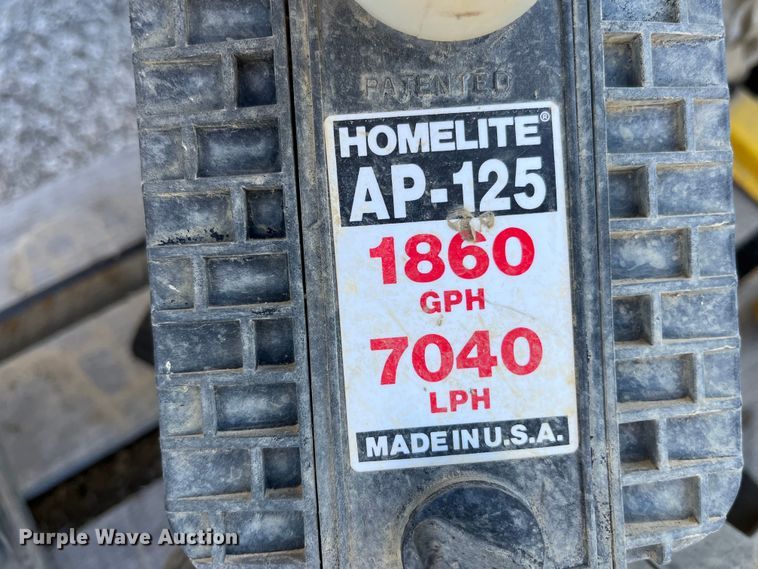 PATENTED
HOMELITE®
AP-125
1860
GPH
7040
LPH
MADE IN U.S.A.
Purple Wave Auction®